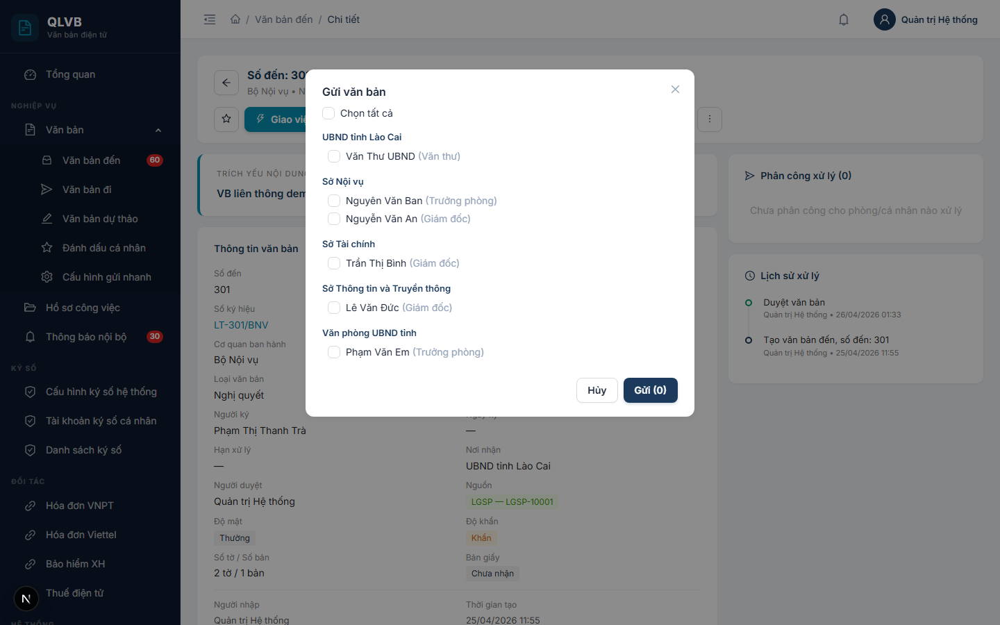 QLVB
Văn bản điện tử
Tổng quan
NGHIỆP VỤ
Văn bản
Văn bản đến
60
Văn bản đi
Văn bản dự thảo
Đánh dấu cá nhân
Cấu hình gửi nhanh
Hồ sơ công việc
Thông báo nội bộ
30
KÝ SỐ
Cấu hình ký số hệ thống
Tài khoản ký số cá nhân
Danh sách ký số
ĐỐI TÁC
Hóa đơn VNPT
Hóa đơn Viettel
Bảo hiểm XH
Thuế điện tử
HỆ THỐNG
N
/ Văn bản đến / Chi tiết
Quản trị Hệ thống
Số đến: 301
Bộ Nội vụ • N
Giao việ
TRÍCH YẾU NỘI DUNG
VB liên thông dem
Thông tin văn bản
Số đến
301
Số ký hiệu
LT-301/BNV
Cơ quan ban hành
Bộ Nội vụ
Loại văn bản
Nghị quyết
Người ký
Phạm Thị Thanh Trà
Ngày ký
—
Hạn xử lý
—
Nơi nhận
UBND tỉnh Lào Cai
Người duyệt
Quản trị Hệ thống
Nguồn
LGSP — LGSP-10001
Độ mật
Thường
Độ khẩn
Khẩn
Số tờ / Số bản
2 tờ / 1 bản
Bản giấy
Chưa nhận
Người nhập
Quản trị Hệ thống
Thời gian tạo
25/04/2026 11:55
Gửi văn bản
Chọn tất cả
UBND tỉnh Lào Cai
Văn Thư UBND (Văn thư)
Sở Nội vụ
Nguyên Văn Ban (Trưởng phòng)
Nguyễn Văn An (Giám đốc)
Sở Tài chính
Trần Thị Bình (Giám đốc)
Sở Thông tin và Truyền thông
Lê Văn Đức (Giám đốc)
Văn phòng UBND tỉnh
Phạm Văn Em (Trưởng phòng)
Hủy
Gửi (0)
Phân công xử lý (0)
Chưa phân công cho phòng/cá nhân nào xử lý
Lịch sử xử lý
Duyệt văn bản
Quản trị Hệ thống • 26/04/2026 01:33
Tạo văn bản đến, số đến: 301
Quản trị Hệ thống • 25/04/2026 11:55